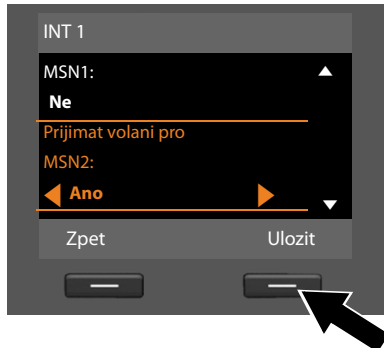 INT 1
MSN1:
Ne
Prijimat volani pro
MSN2:
Ano
Zpet Ulozit